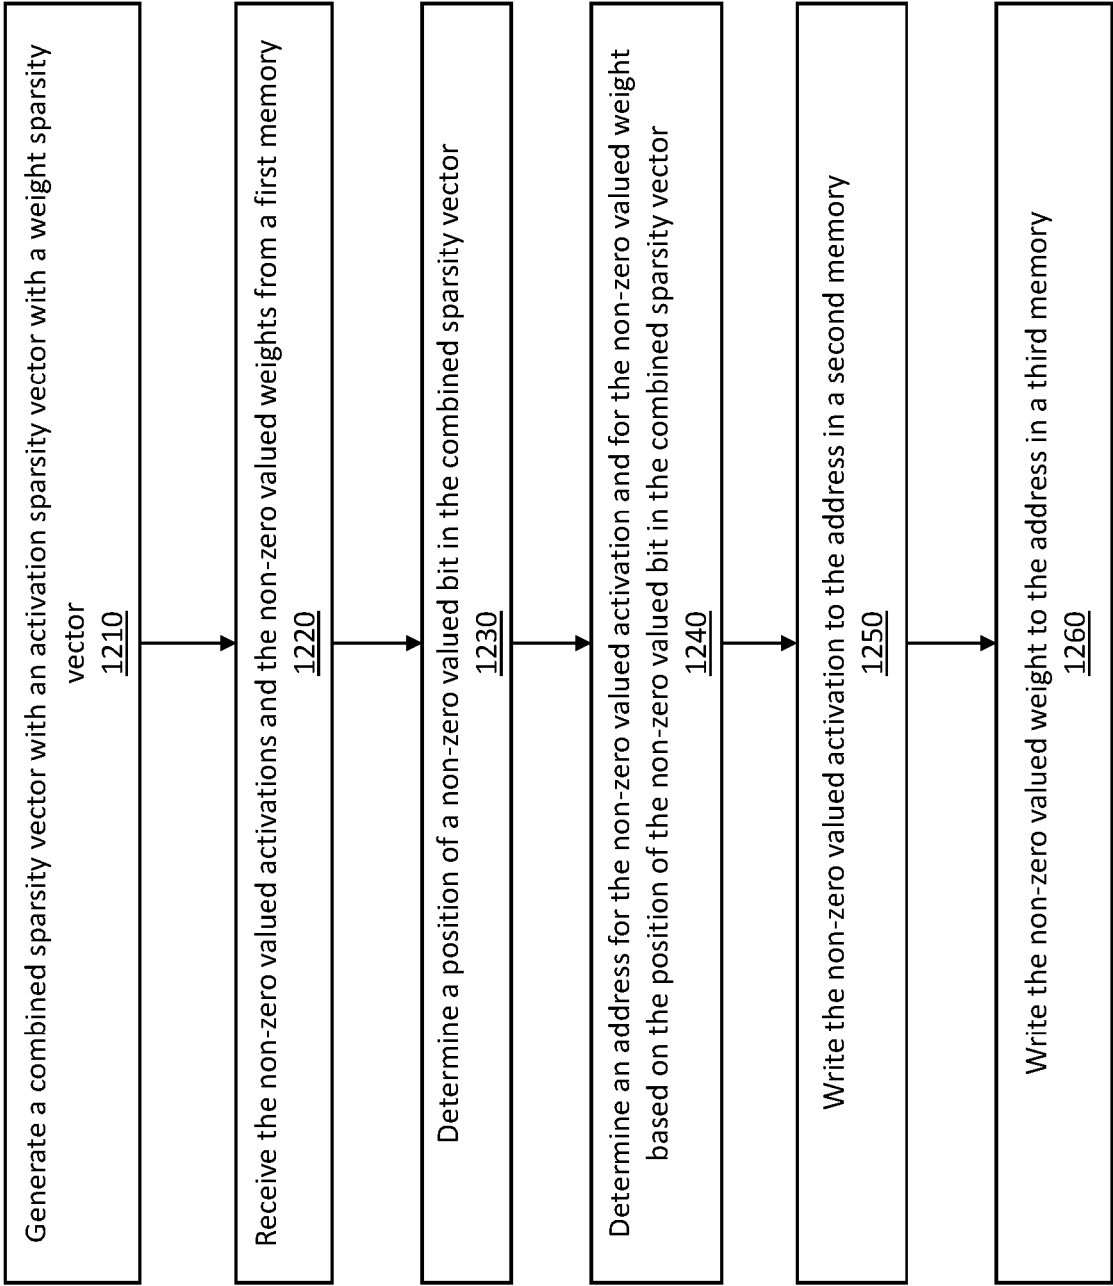 Generate a combined sparsity vector with an activation sparsity vector with a weight sparsity
vector
1210
Receive the non-zero valued activations and the non-zero valued weights from a first memory
1220
Determine a position of a non-zero valued bit in the combined sparsity vector
1230
Determine an address for the non-zero valued activation and for the non-zero valued weight
based on the position of the non-zero valued bit in the combined sparsity vector
1240
Write the non-zero valued activation to the address in a second memory
1250
Write the non-zero valued weight to the address in a third memory
1260